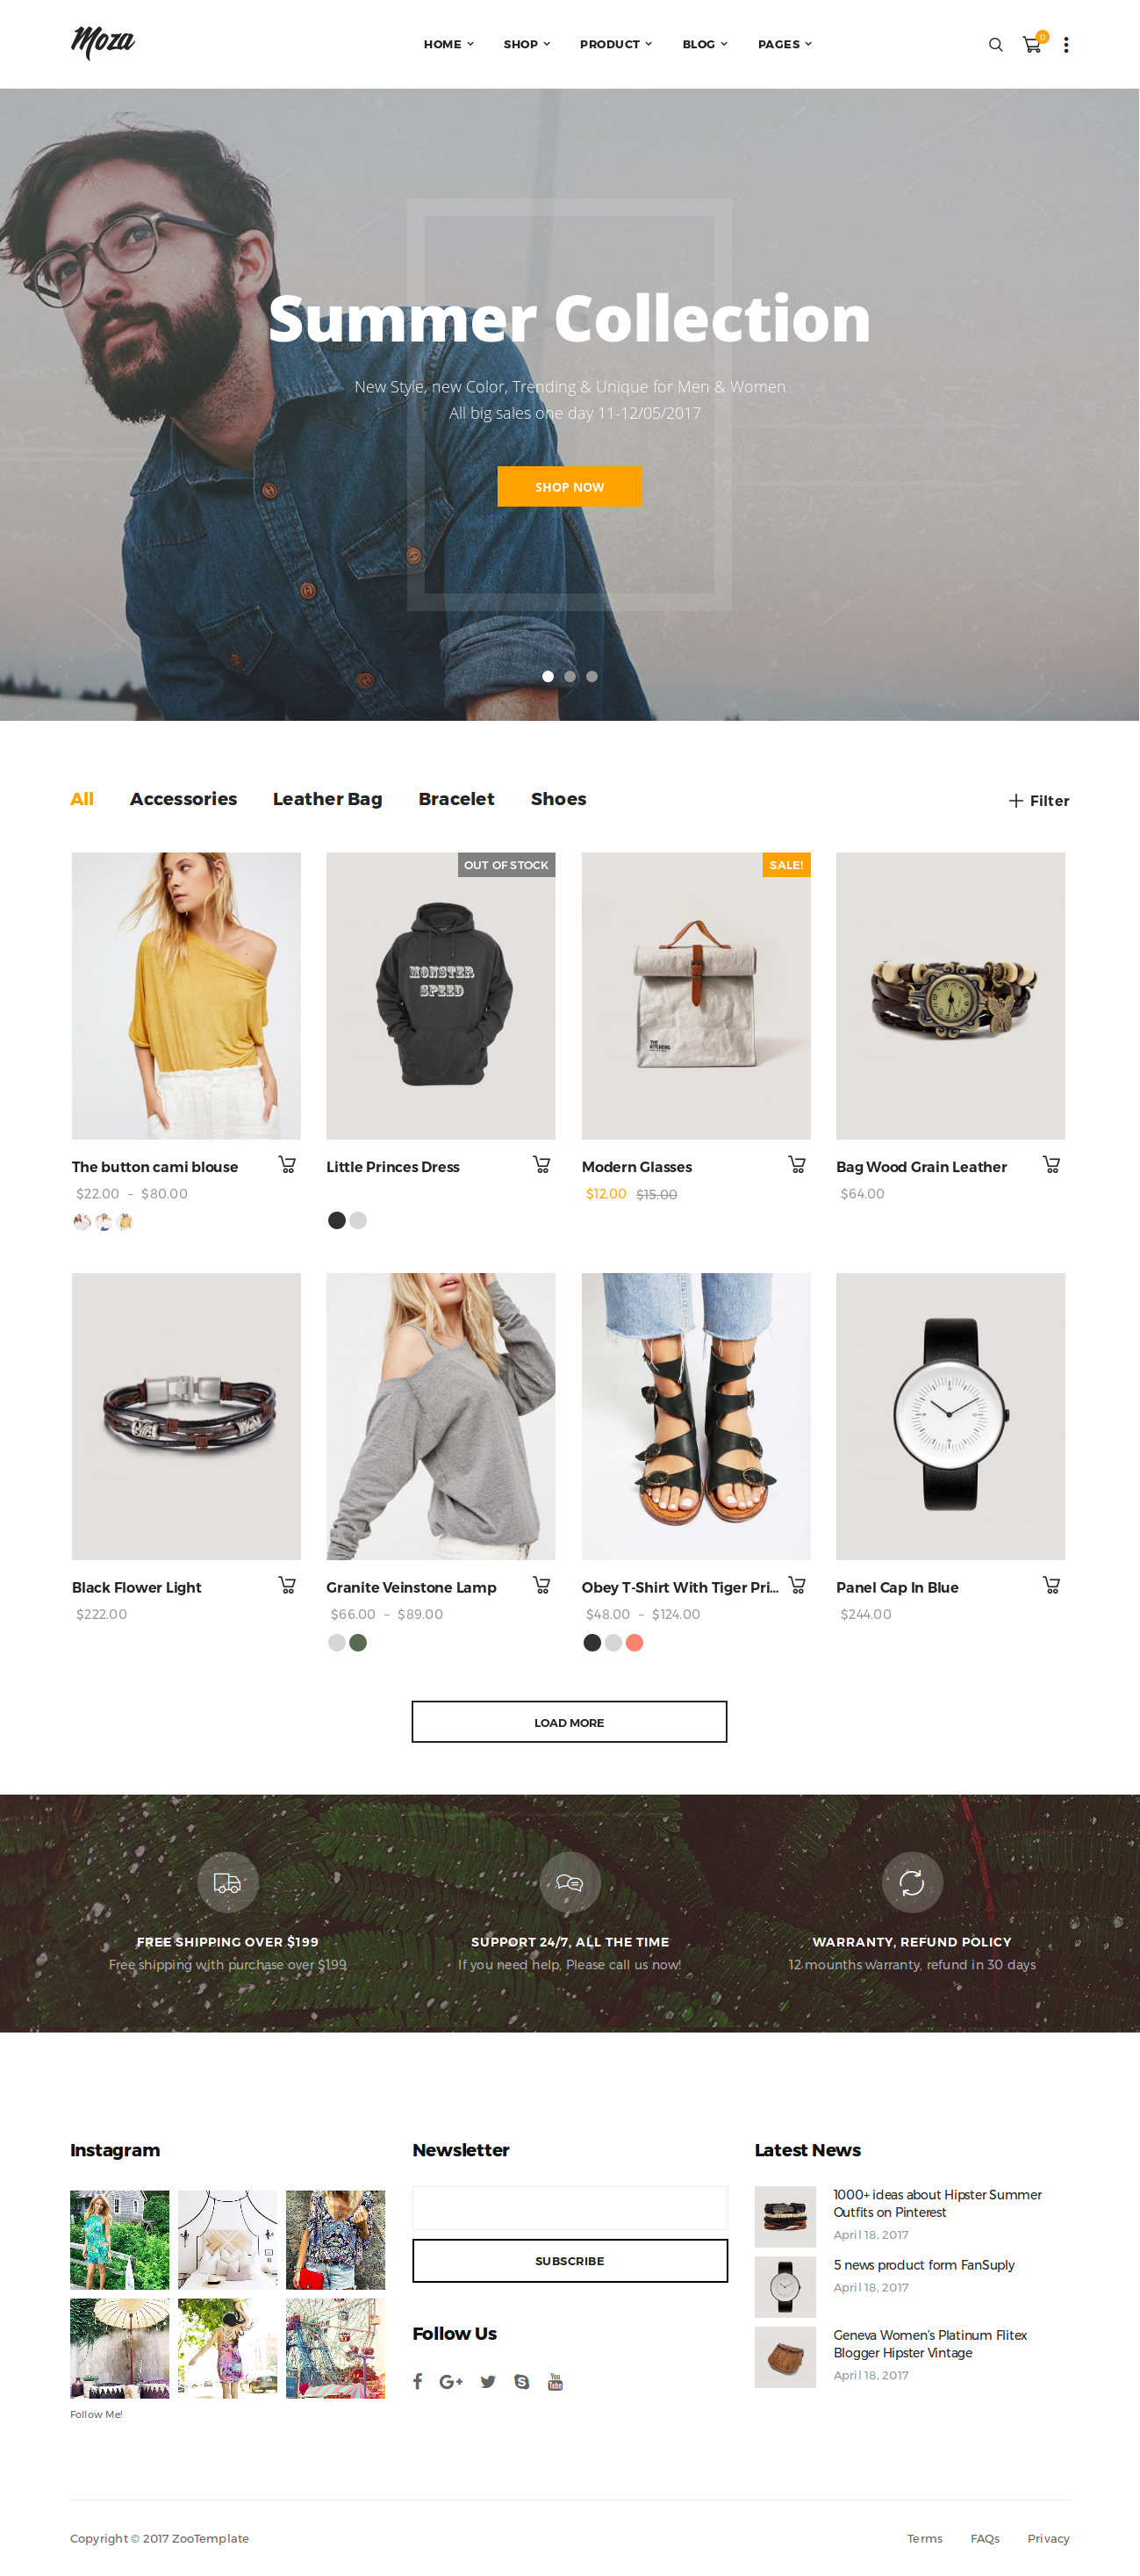 Moza
HOME SHOP PRODUCT BLOG PAGES
0
Summer Collection
New Style, new Color, Trending & Unique for Men & Women
All big sales one day 11-12/05/2017
SHOP NOW
All Accessories Leather Bag Bracelet Shoes
Filter
OUT OF STOCK
SALE!
MONSTER
SPEED
THE
KITCHENS
The button cami blouse
$22.00 – $80.00
Little Princes Dress
Modern Glasses
$12.00 $15.00
Bag Wood Grain Leather
$64.00
Black Flower Light
$222.00
Granite Veinstone Lamp
$66.00 – $89.00
Obey T-Shirt With Tiger Pri...
$48.00 – $124.00
Panel Cap In Blue
$244.00
LOAD MORE
FREE SHIPPING OVER $199
Free shipping with purchase over $199
SUPPORT 24/7, ALL THE TIME
If you need help, Please call us now!
WARRANTY, REFUND POLICY
12 mounths warranty, refund in 30 days
Instagram
Follow Me!
Newsletter
SUBSCRIBE
Follow Us
You
Tube
Latest News
1000+ ideas about Hipster Summer
Outfits on Pinterest
April 18, 2017
5 news product form FanSuply
April 18, 2017
Geneva Women's Platinum Flitex
Blogger Hipster Vintage
April 18, 2017
Copyright © 2017 ZooTemplate
Terms FAQs Privacy